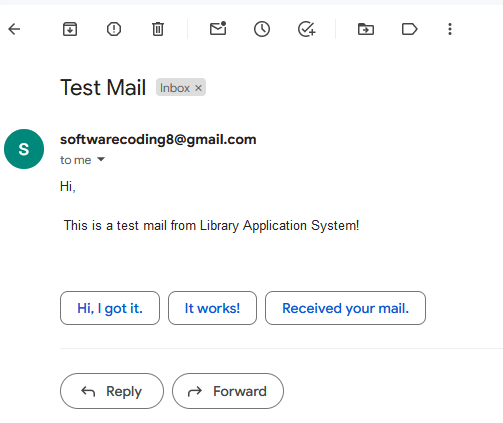 Test Mail Inbox ×
S
softwarecoding8@gmail.com
to me
Hi,
This is a test mail from Library Application System!
Hi, I got it. It works! Received your mail.
Reply Forward